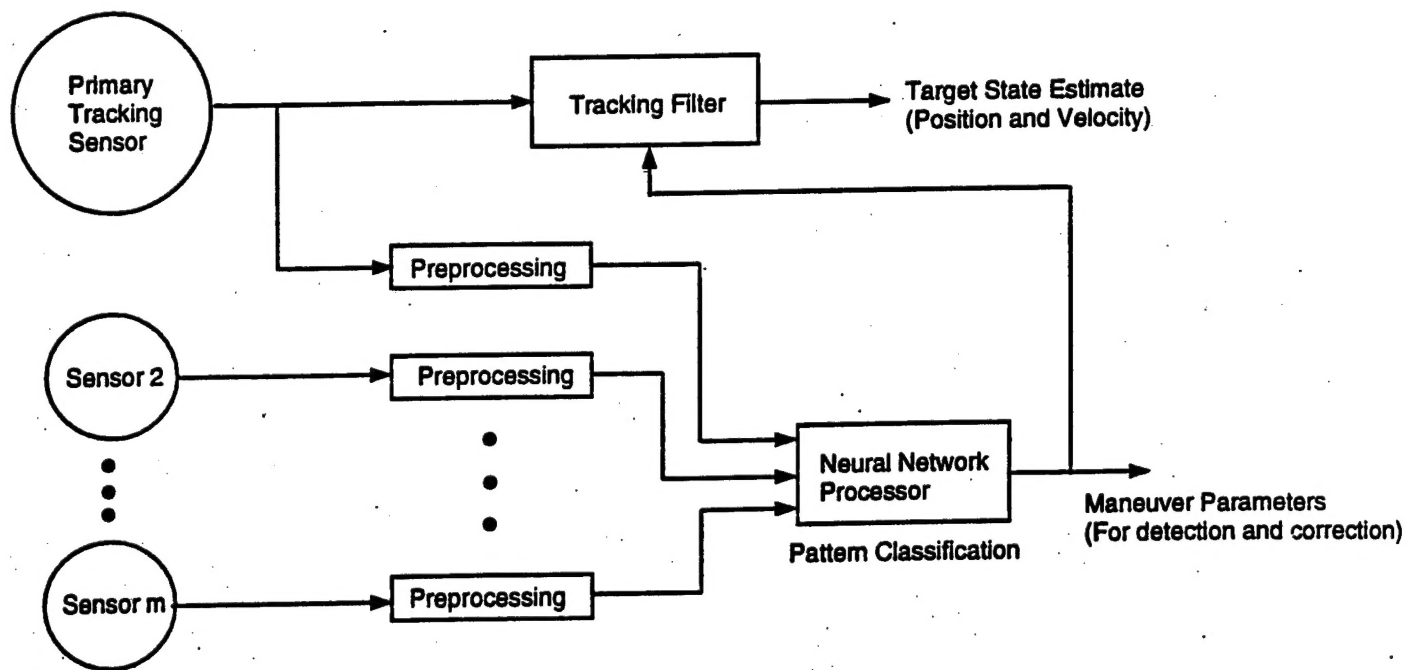 Primary
Tracking
Sensor
Tracking Filter
Target State Estimate
(Position and Velocity)
Preprocessing
Sensor 2
Preprocessing
Neural Network
Processor
Pattern Classification
Maneuver Parameters
(For detection and correction)
Sensor m
Preprocessing